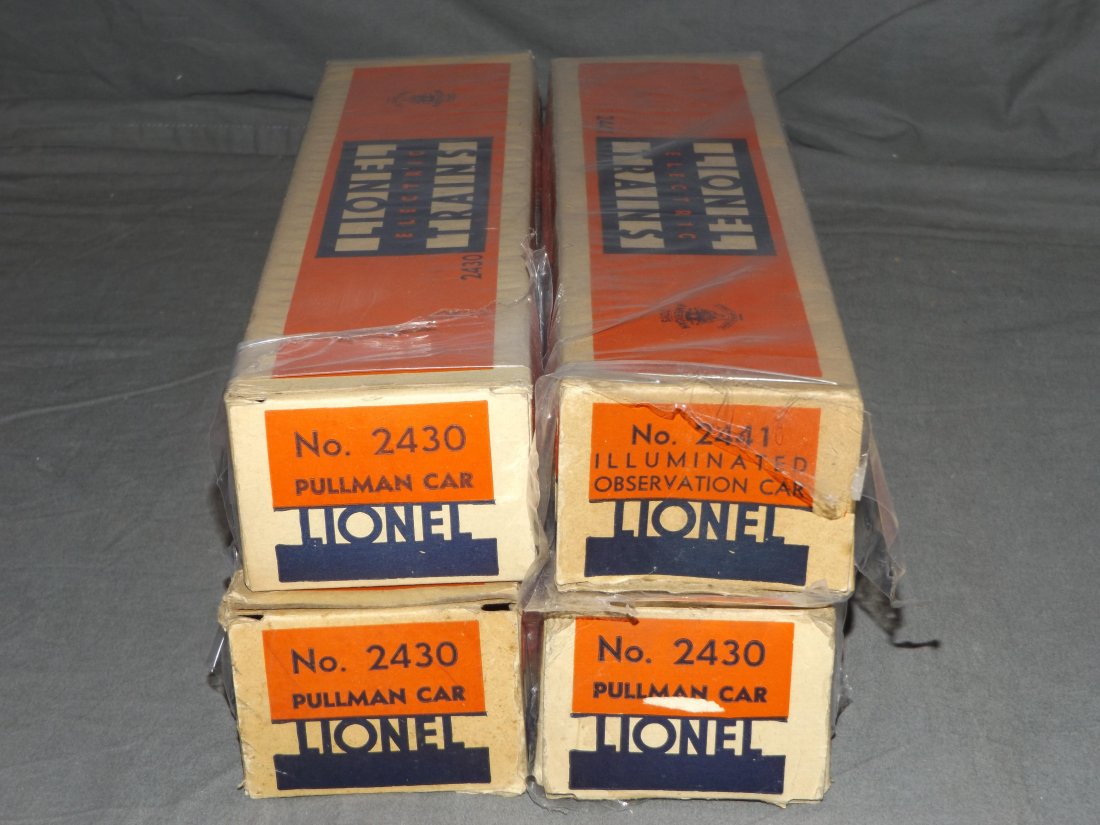 LIONEL
ELECTRIC
TRAINS
2430
LIONEL
ELECTRIC
TRAINS
No. 2430
PULLMAN CAR
LIONEL
No. 2441
ILLUMINATED
OBSERVATION CAR
LIONEL
No. 2430
PULLMAN CAR
LIONEL
No. 2430
PULLMAN CAR
LIONEL